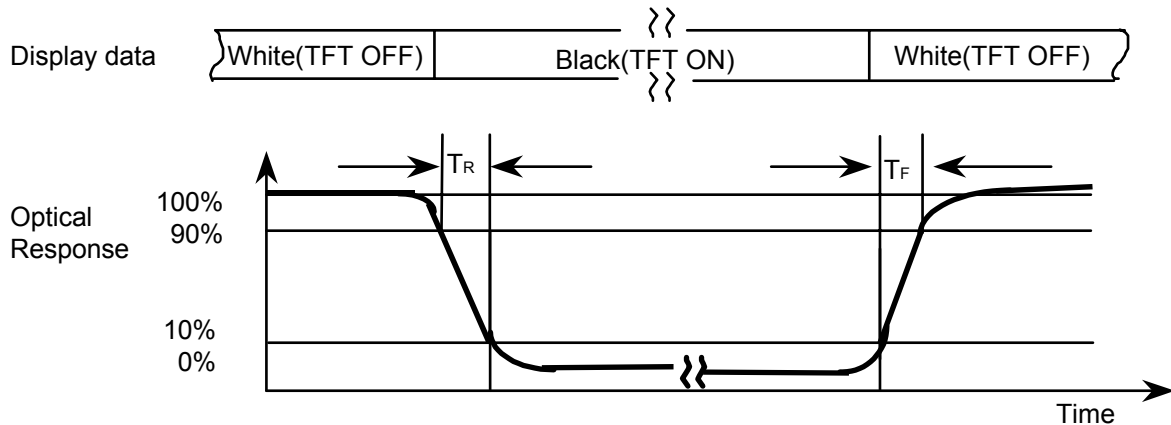 Display data White(TFT OFF) Black(TFT ON) White(TFT OFF)
TR TF
100%
Optical
Response
90%
10%
0%
Time